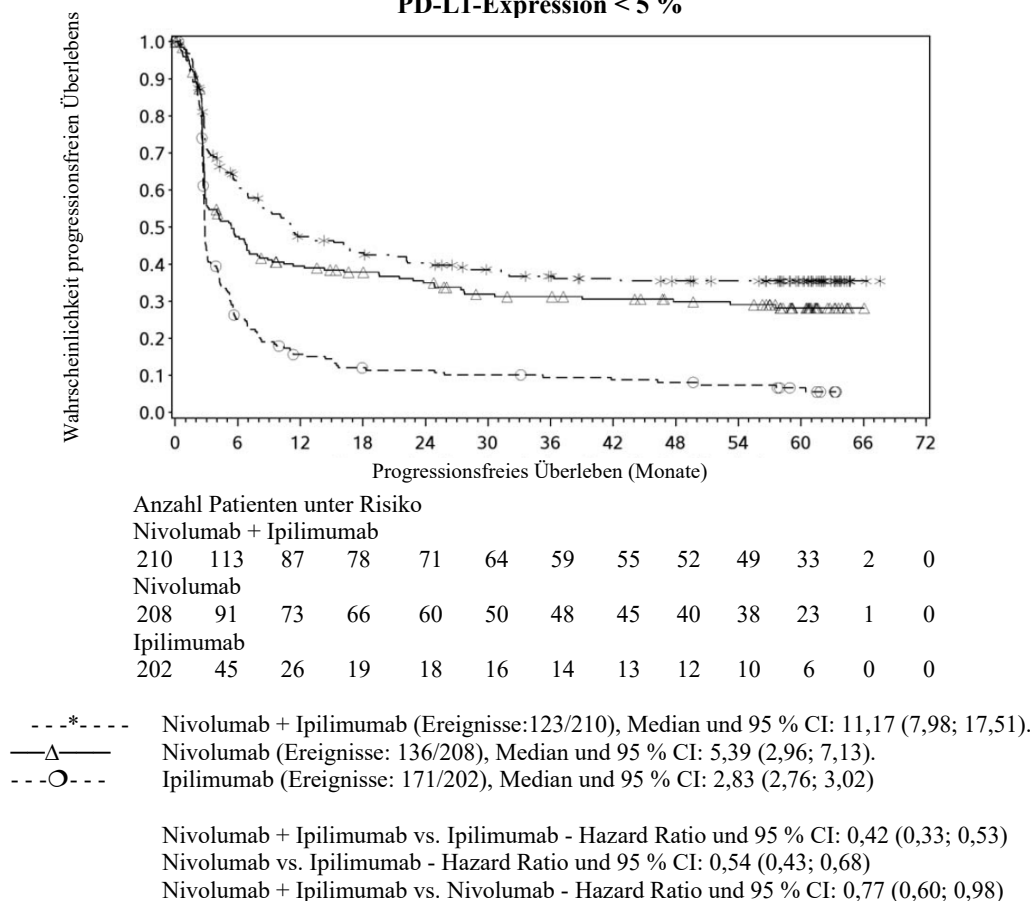 PD-L1-Expression < 5 %
Wahrscheinlichkeit progressionsfreien Überlebens
1.0
0.9
0.8
0.7
0.6
0.5
0.4
0.3
0.2
0.1
0.0
0 6 12 18 24 30 36 42 48 54 60 66 72
Progressionsfreies Überleben (Monate)
Anzahl Patienten unter Risiko
Nivolumab + Ipilimumab
210 113 87 78 71 64 59 55 52 49 33 2 0
Nivolumab
208 91 73 66 60 50 48 45 40 38 23 1 0
Ipilimumab
202 45 26 19 18 16 14 13 12 10 6 0 0
- - -*- - - - Nivolumab + Ipilimumab (Ereignisse:123/210), Median und 95 % CI: 11,17 (7,98; 17,51).
——Δ—— Nivolumab (Ereignisse: 136/208), Median und 95 % CI: 5,39 (2,96; 7,13).
- - -O- - - Ipilimumab (Ereignisse: 171/202), Median und 95 % CI: 2,83 (2,76; 3,02)
Nivolumab + Ipilimumab vs. Ipilimumab - Hazard Ratio und 95 % CI: 0,42 (0,33; 0,53)
Nivolumab vs. Ipilimumab - Hazard Ratio und 95 % CI: 0,54 (0,43; 0,68)
Nivolumab + Ipilimumab vs. Nivolumab - Hazard Ratio und 95 % CI: 0,77 (0,60; 0,98)